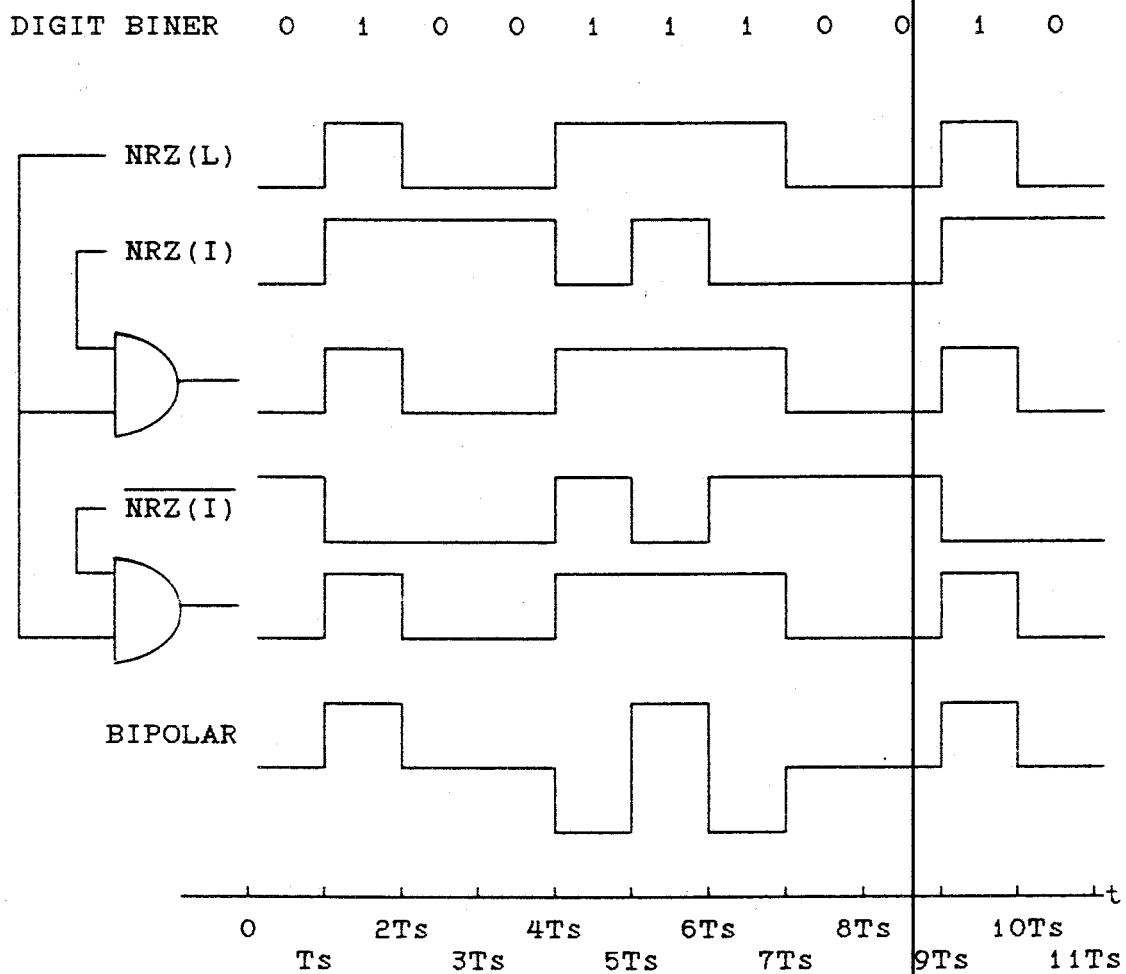 DIGIT BINER 0 1 0 0 1 1 1 0 0 1 0
NRZ(L)
NRZ(I)
NRZ(I)
BIPOLAR
t
0 2Ts 4Ts 6Ts 8Ts 10Ts
Ts 3Ts 5Ts 7Ts 9Ts 11Ts